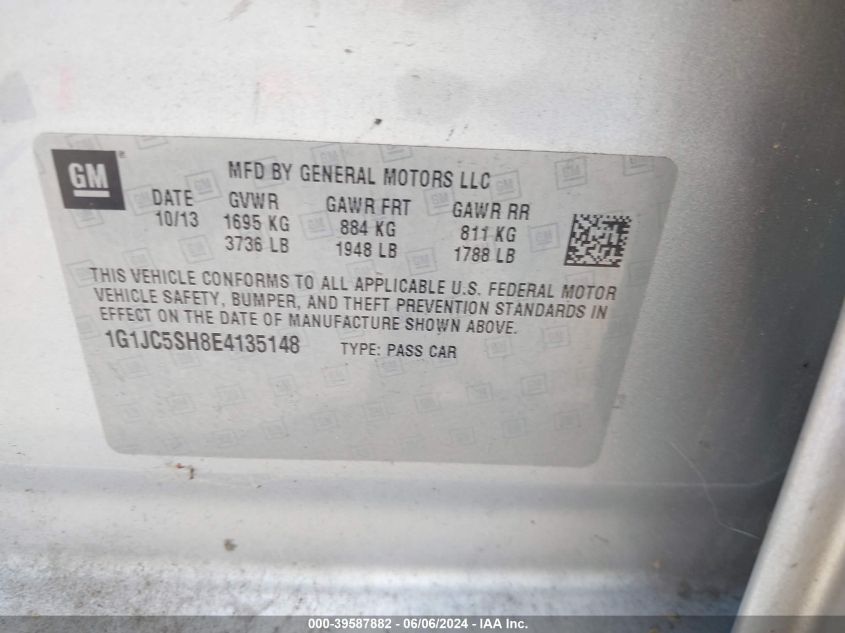 GM
MFD BY GENERAL MOTORS LLC
DATE GVWR GAWR FRT GAWR RR
10/13 1695 KG 884 KG 811 KG
3736 LB 1948 LB 1788 LB
THIS VEHICLE CONFORMS TO ALL APPLICABLE U.S. FEDERAL MOTOR
VEHICLE SAFETY, BUMPER, AND THEFT PREVENTION STANDARDS IN
EFFECT ON THE DATE OF MANUFACTURE SHOWN ABOVE.
1G1JC5SH8E4135148 TYPE: PASS CAR
000-39587882 - 06/06/2024 - IAA Inc.